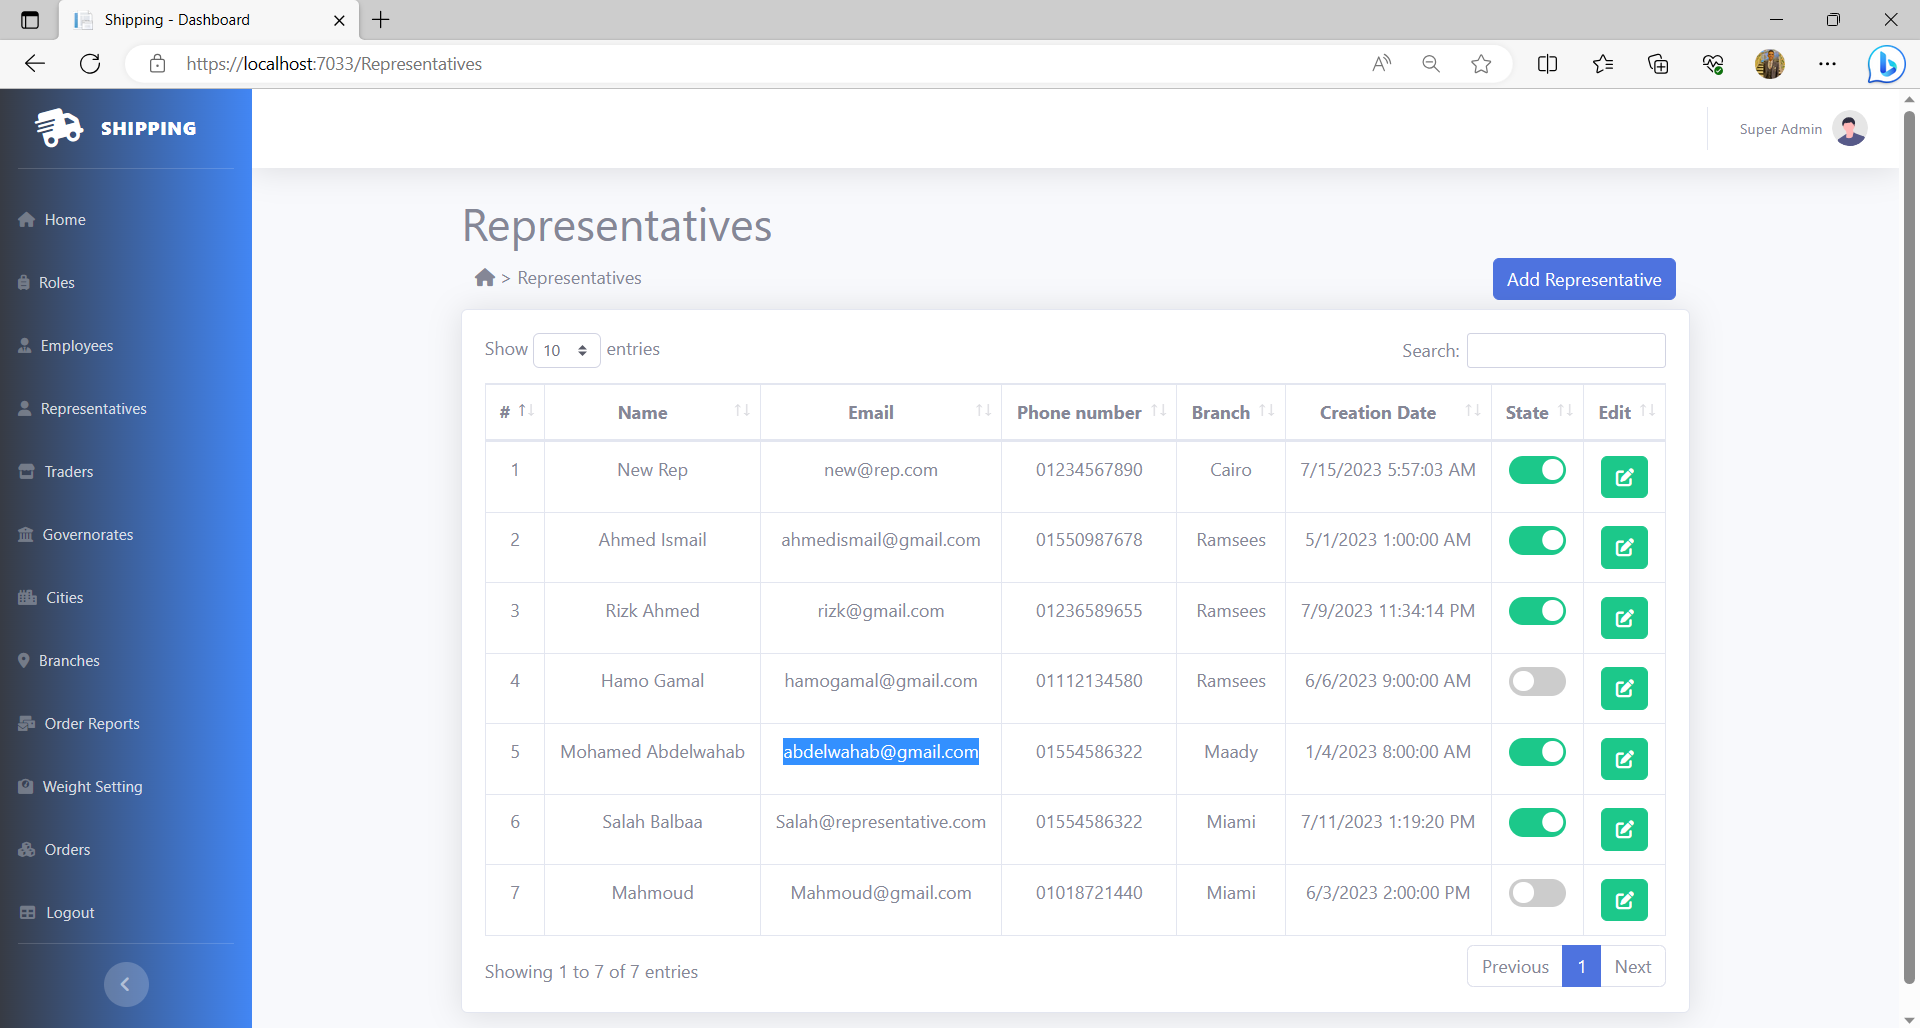 Shipping - Dashboard
https://localhost:7033/Representatives
SHIPPING
Super Admin
Home
Roles
Employees
Representatives
Traders
Governorates
Cities
Branches
Order Reports
Weight Setting
Orders
Logout
Representatives
> Representatives
Add Representative
Show 10 entries
Search:
# Name Email Phone number Branch Creation Date State Edit
1 New Rep new@rep.com 01234567890 Cairo 7/15/2023 5:57:03 AM
2 Ahmed Ismail ahmedismail@gmail.com 01550987678 Ramsees 5/1/2023 1:00:00 AM
3 Rizk Ahmed rizk@gmail.com 01236589655 Ramsees 7/9/2023 11:34:14 PM
4 Hamo Gamal hamogamal@gmail.com 01112134580 Ramsees 6/6/2023 9:00:00 AM
5 Mohamed Abdelwahab abdelwahab@gmail.com 01554586322 Maady 1/4/2023 8:00:00 AM
6 Salah Balbaa Salah@representative.com 01554586322 Miami 7/11/2023 1:19:20 PM
7 Mahmoud Mahmoud@gmail.com 01018721440 Miami 6/3/2023 2:00:00 PM
Showing 1 to 7 of 7 entries
Previous 1 Next